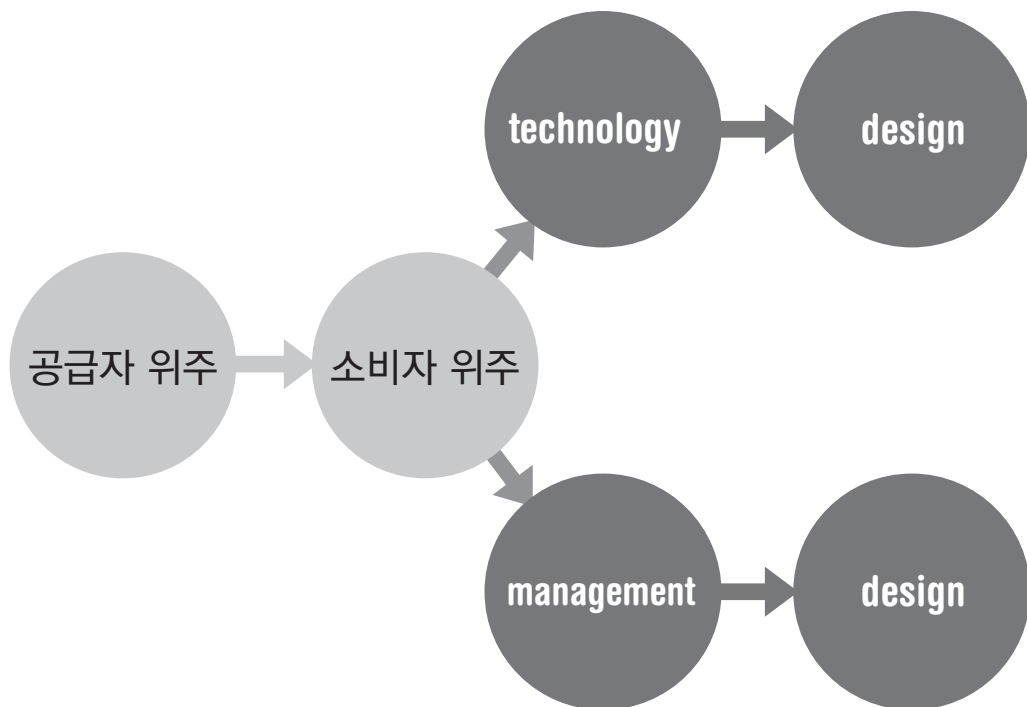 technology
design
공급자 위주
소비자 위주
management
design